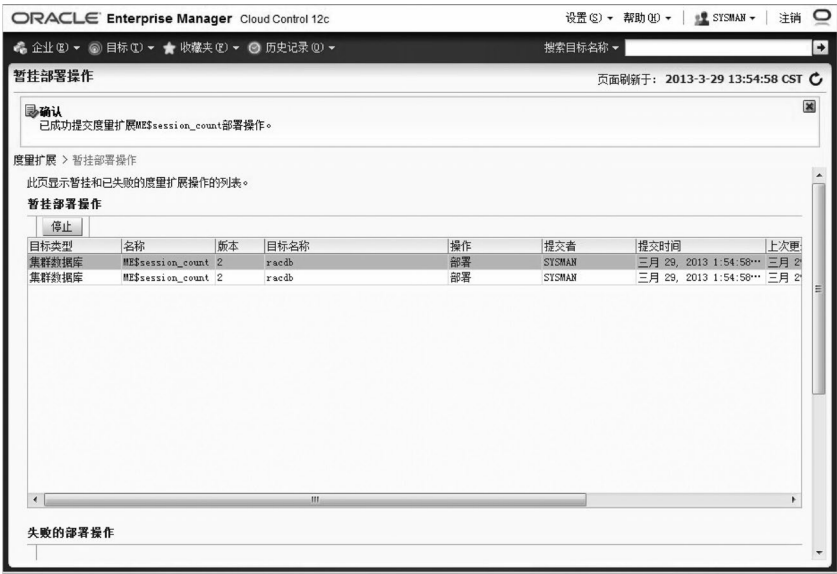 ORACLE Enterprise Manager Cloud Control 12c 设置(S) 帮助(H) SYSMAN 注销
企业(E) 目标(T) 收藏夹(F) 历史记录(O) 搜索目标名称
暂挂部署操作 页面刷新于: 2013-3-29 13:54:58 CST
确认
已成功提交度量扩展ME$session_count部署操作。
度量扩展 > 暂挂部署操作
此页显示暂挂和已失败的度量扩展操作的列表。
暂挂部署操作
停止
目标类型 名称 版本 目标名称 操作 提交者 提交时间 上次更
集群数据库 ME$session_count 2 racdb 部署 SYSMAN 三月 29, 2013 1:54:58… 三月 2
集群数据库 ME$session_count 2 racdb 部署 SYSMAN 三月 29, 2013 1:54:58… 三月 2
失败的部署操作